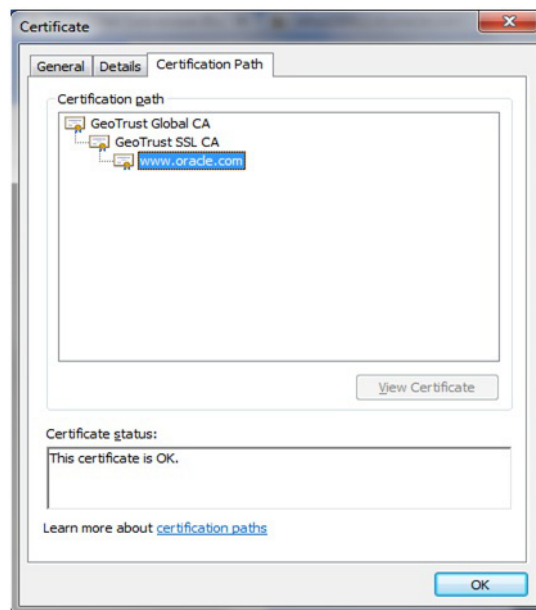 Certificate
General
Details
Certification Path
Certification path
GeoTrust Global CA
GeoTrust SSL CA
www.oracle.com
View Certificate
Certificate status:
This certificate is OK.
Learn more about certification paths
OK